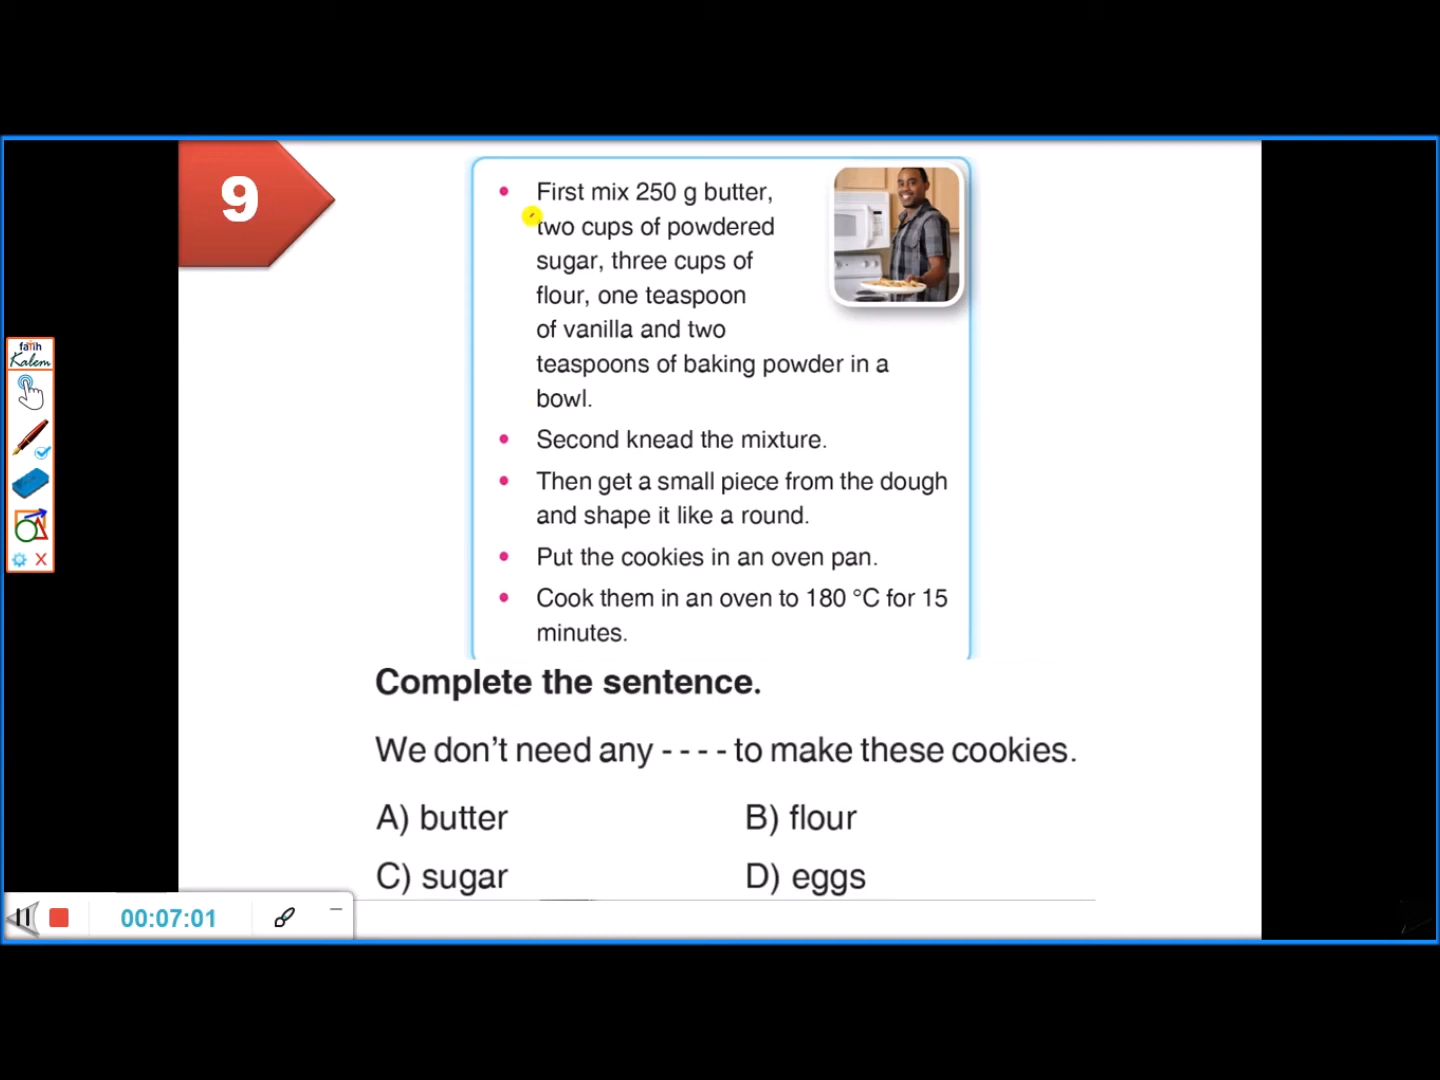 9
First mix 250 g butter,
two cups of powdered
sugar, three cups of
flour, one teaspoon
of vanilla and two
teaspoons of baking powder in a
bowl.
Second knead the mixture.
Then get a small piece from the dough
and shape it like a round.
Put the cookies in an oven pan.
Cook them in an oven to 180 °C for 15
minutes.
fatih
Kalem
X
Complete the sentence.
We don't need any - - - - to make these cookies.
A) butter
B) flour
C) sugar
D) eggs
00:07:01